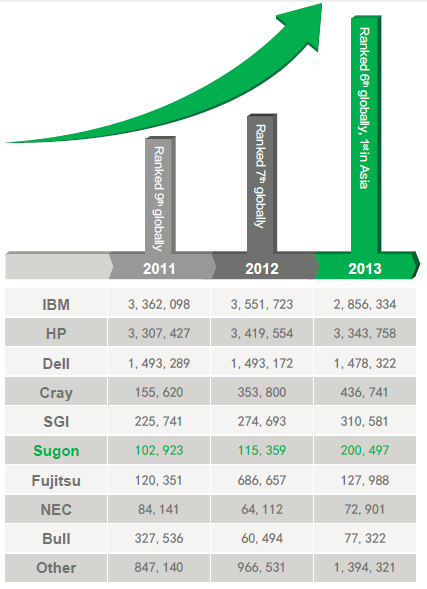 Ranked 9th globally
Ranked 7th globally
Ranked 6th globally, 1st in Asia
2011 2012 2013
IBM 3, 362, 098 3, 551, 723 2, 856, 334
HP 3, 307, 427 3, 419, 554 3, 343, 758
Dell 1, 493, 289 1, 493, 172 1, 478, 322
Cray 155, 620 353, 800 436, 741
SGI 225, 741 274, 693 310, 581
Sugon 102, 923 115, 359 200, 497
Fujitsu 120, 351 686, 657 127, 988
NEC 84, 141 64, 112 72, 901
Bull 327, 536 60, 494 77, 322
Other 847, 140 966, 531 1, 394, 321